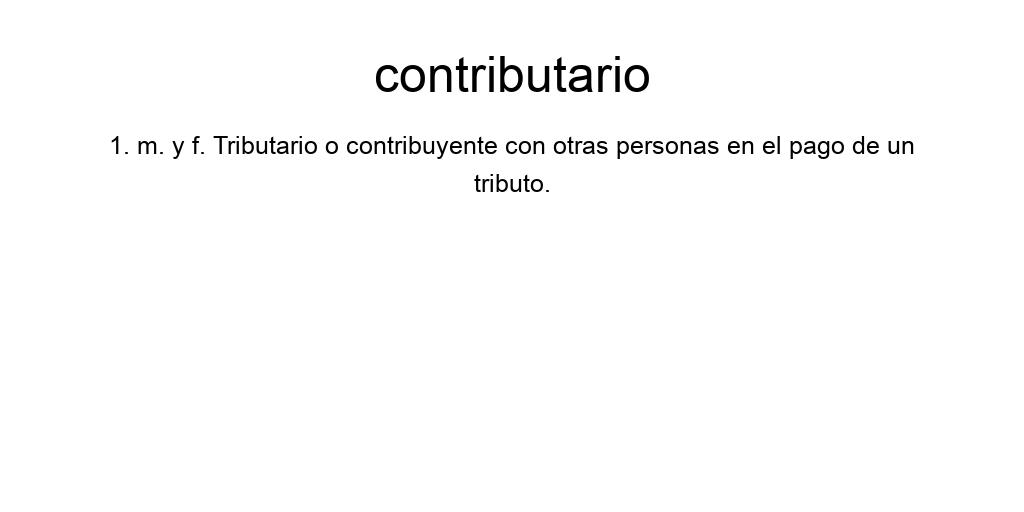 contributario
1. m. y f. Tributario o contribuyente con otras personas en el pago de un
tributo.